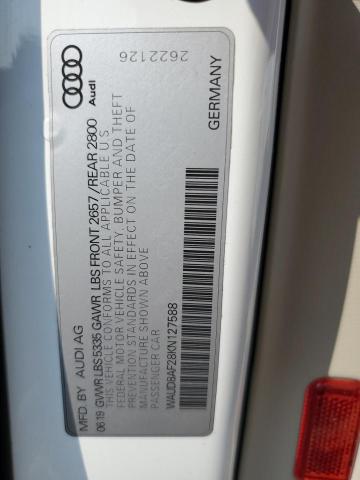 Audi
2622126
GERMANY
MFD. BY AUDI AG
06 19 GVWR LBS 5335 GAWR LBS FRONT 2657/REAR 2800
THIS VEHICLE CONFORMS TO ALL APPLICABLE U S
FEDERAL MOTOR VEHICLE SAFETY, BUMPER AND THEFT
PREVENTION STANDARDS IN EFFECT ON THE DATE OF
MANUFACTURE SHOWN ABOVE
PASSENGER CAR
WAUD8AF28KN127588